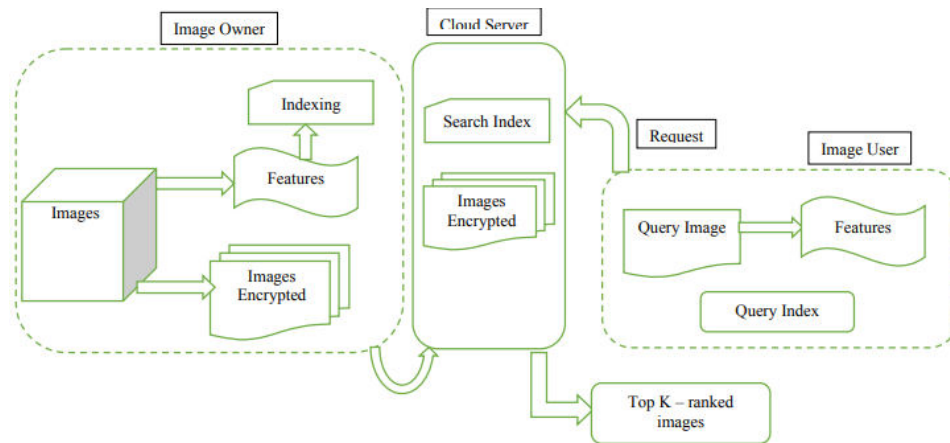 Image Owner
Indexing
Features
Images
Images
Encrypted
Cloud Server
Search Index
Images
Encrypted
Request
Image User
Query Image
Features
Query Index
Top K – ranked
images